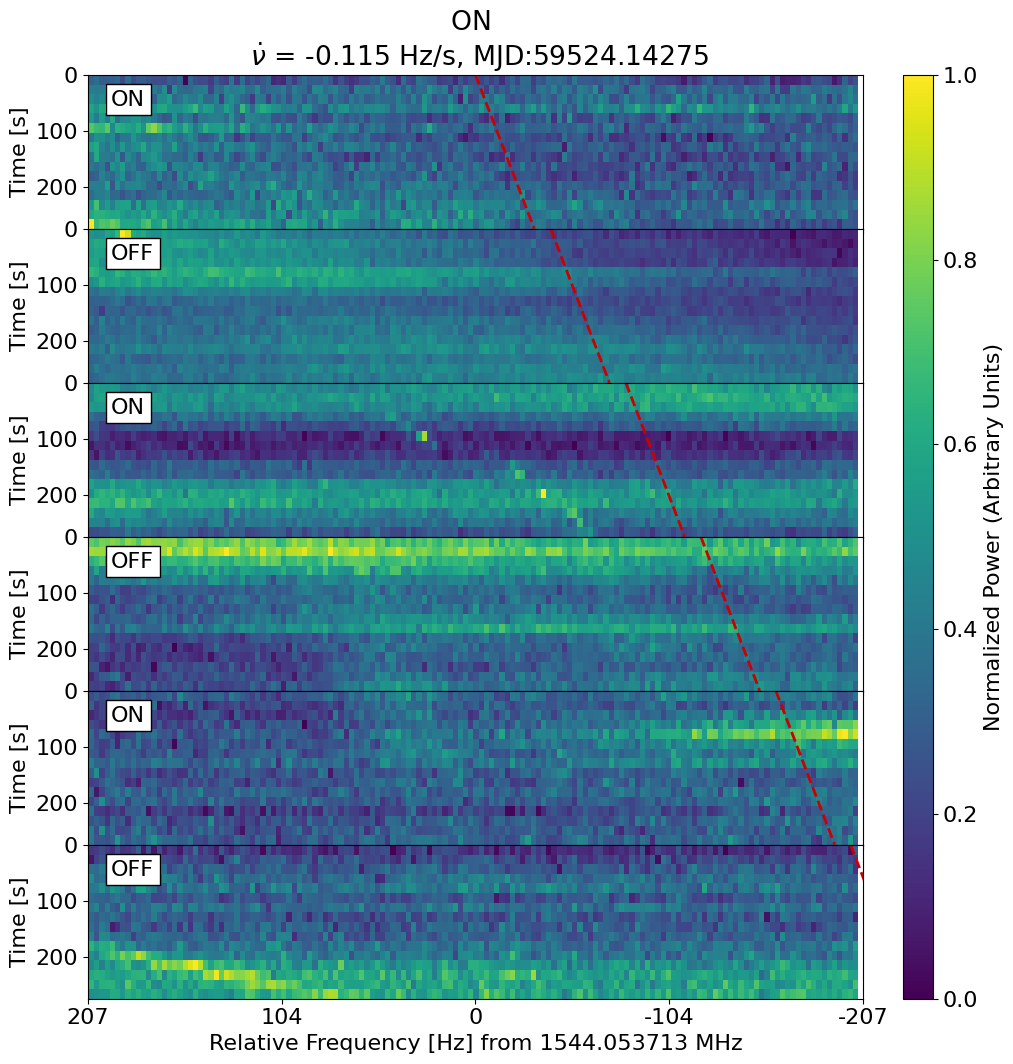 ON
ν̇ = -0.115 Hz/s, MJD:59524.14275
0
ON
Time [s]
100
200
0
OFF
Time [s]
100
200
0
ON
Time [s]
100
200
0
OFF
Time [s]
100
200
0
ON
Time [s]
100
200
0
OFF
Time [s]
100
200
207
104
0
-104
-207
Relative Frequency [Hz] from 1544.053713 MHz
1.0
0.8
0.6
0.4
0.2
0.0
Normalized Power (Arbitrary Units)